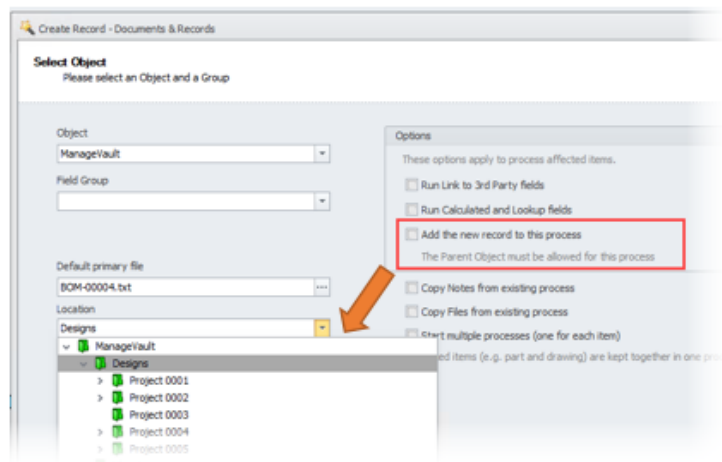 Create Record - Documents & Records
Select Object
Please select an Object and a Group
Object
ManageVault
Field Group
Default primary file
BOM-00004.txt
Location
Designs
ManageVault
Designs
Project 0001
Project 0002
Project 0003
Project 0004
Project 0005
Options
These options apply to process affected items.
Run Link to 3rd Party fields
Run Calculated and Lookup fields
Add the new record to this process
The Parent Object must be allowed for this process
Copy Notes from existing process
Copy Files from existing process
Start multiple processes (one for each item)
items (e.g. part and drawing) are kept together in one